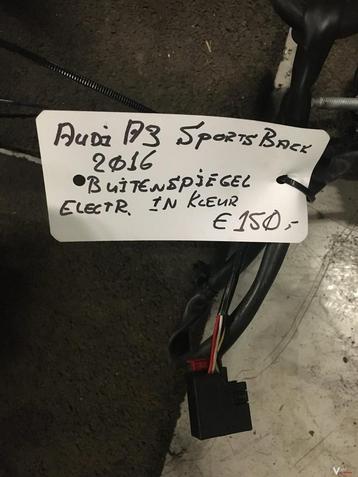 AUDI A3 SPORTSBACK
2016
● BUITENSPIEGEL
ELECTR. IN KLEUR
€ 150,-